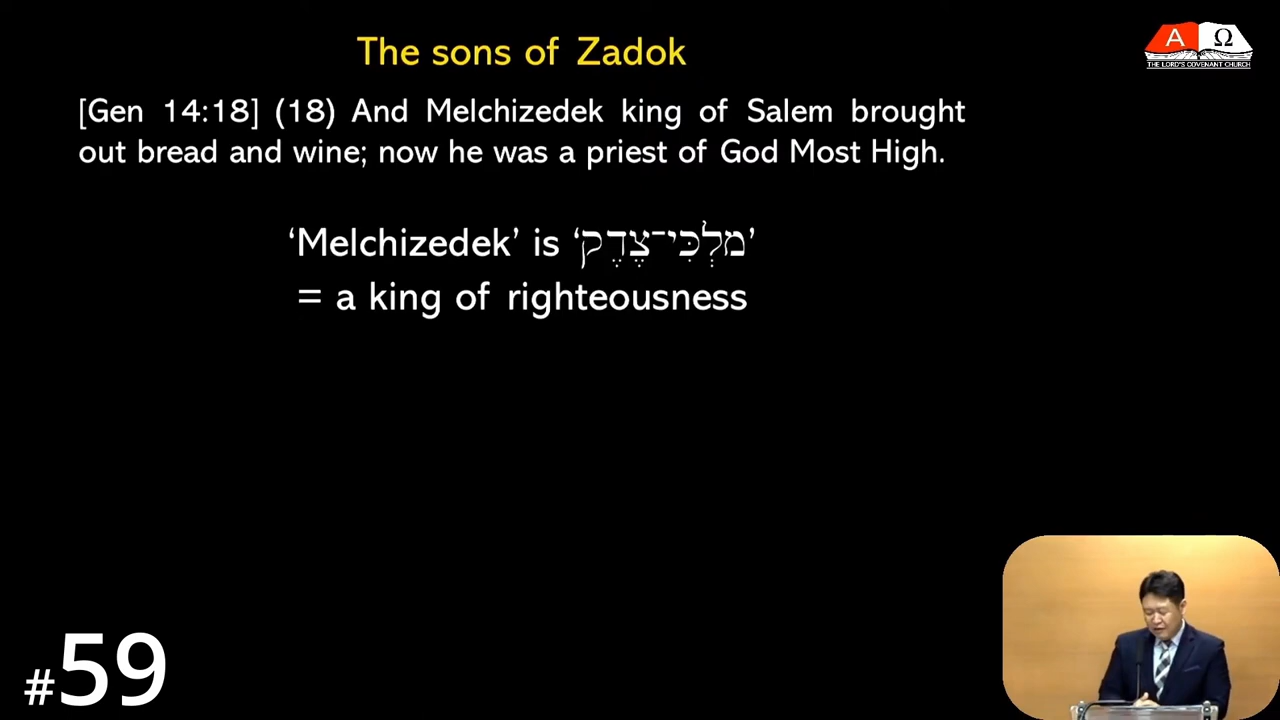 The sons of Zadok
A Ω
THE LORD'S COVENANT CHURCH
[Gen 14:18] (18) And Melchizedek king of Salem brought
out bread and wine; now he was a priest of God Most High.
‘Melchizedek’ is ‘מלְכִּי־צֶדֶק’
= a king of righteousness
#59